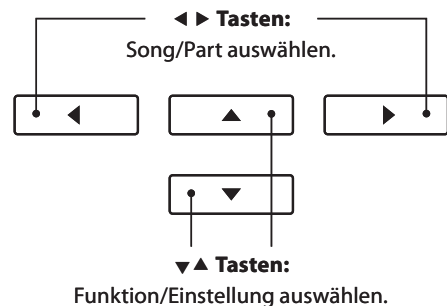 ◀ ▶ Tasten:
Song/Part auswählen.
◀ ▲ ▶
▼
▼▲ Tasten:
Funktion/Einstellung auswählen.